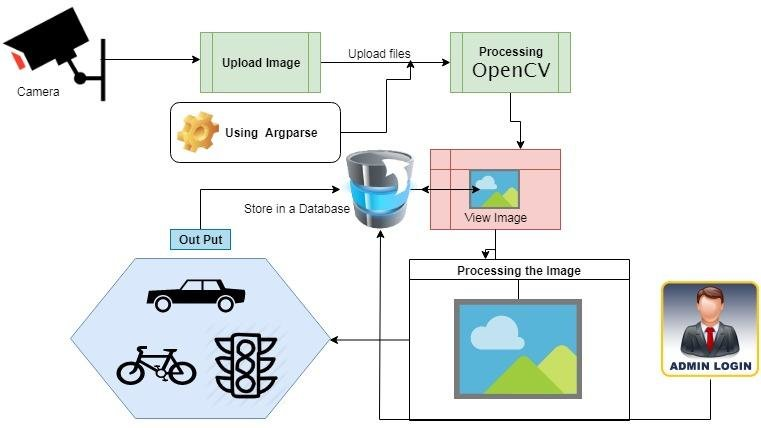 Camera
Upload Image
Upload files
Processing
OpenCV
Using Argparse
Store in a Database
View Image
Out Put
Processing the Image
ADMIN LOGIN